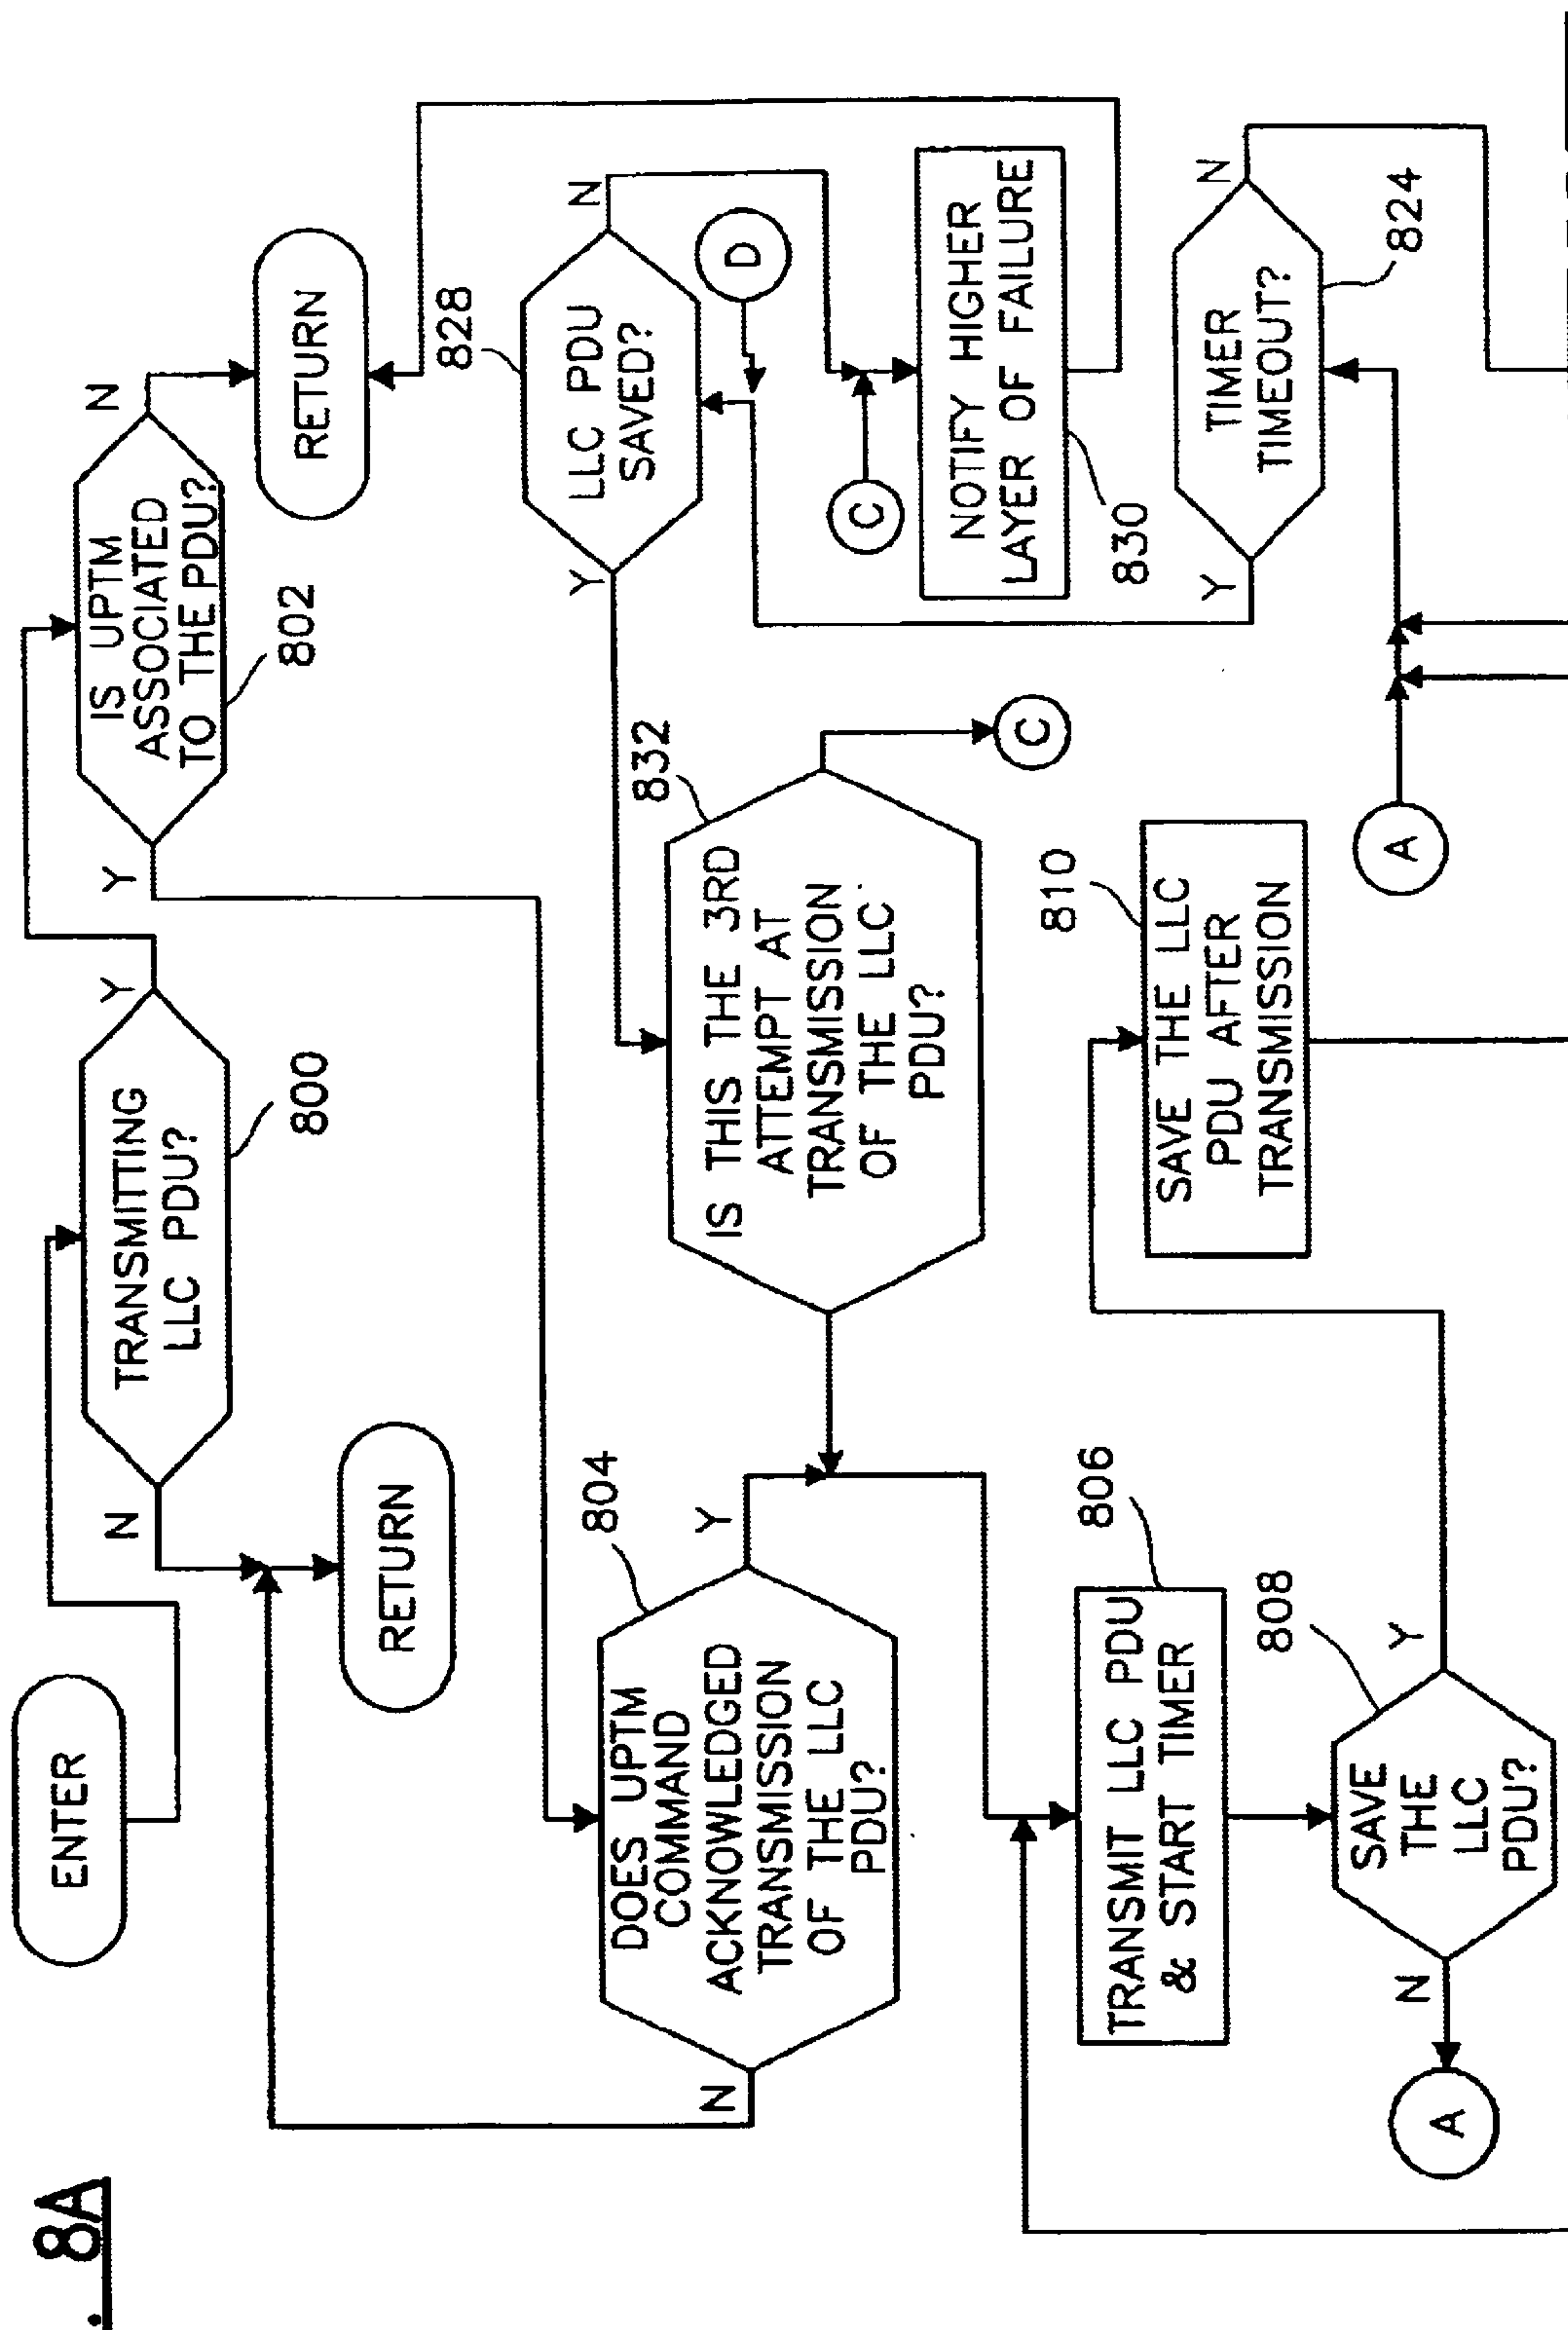 . 8A
ENTER
TRANSMITTING
LLC PDU?
800
N
Y
IS UPTM
ASSOCIATED
TO THE PDU?
802
Y
N
RETURN
RETURN
DOES UPTM
COMMAND
ACKNOWLEDGED
TRANSMISSION
OF THE LLC
PDU?
804
N
Y
IS THIS THE 3RD
ATTEMPT AT
TRANSMISSION
OF THE LLC
PDU?
832
C
LLC PDU
SAVED?
828
Y
N
D
C
NOTIFY HIGHER
LAYER OF FAILURE
830
TRANSMIT LLC PDU
& START TIMER
806
SAVE
THE
LLC
PDU?
808
N
Y
A
SAVE THE LLC
PDU AFTER
TRANSMISSION
810
A
TIMER
TIMEOUT?
824
Y
N